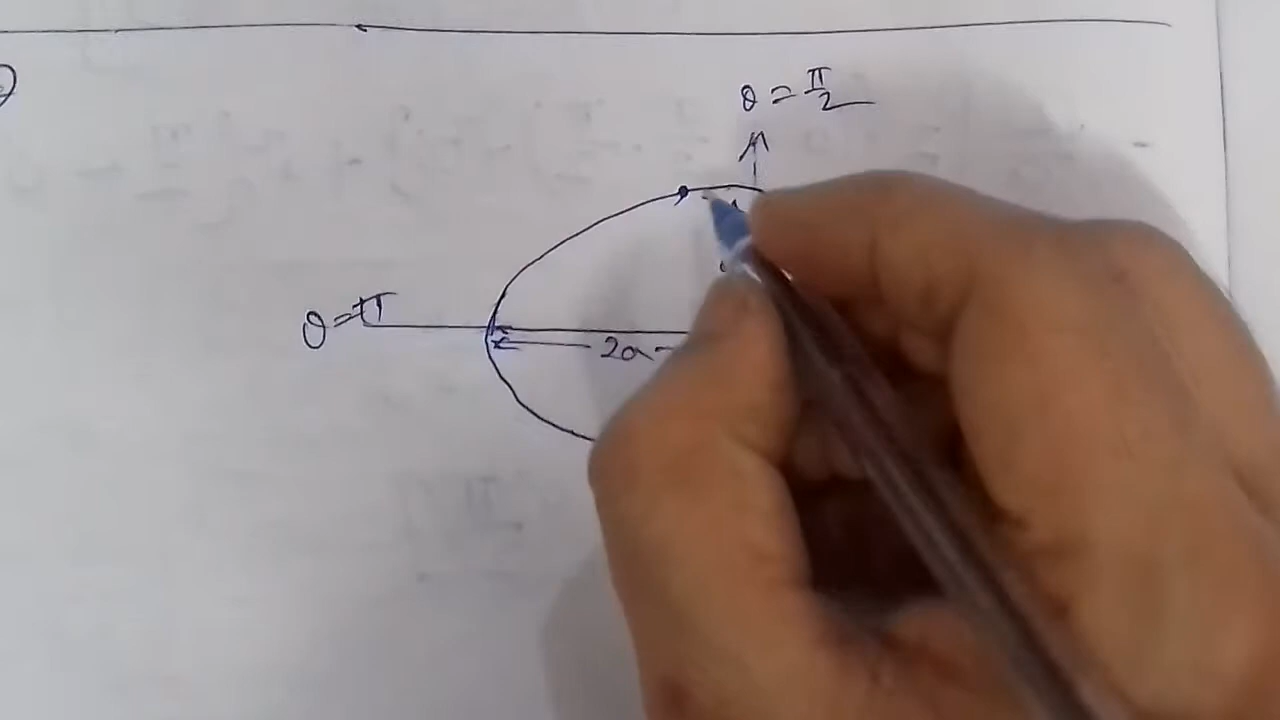 θ = π/2
θ = π
2a